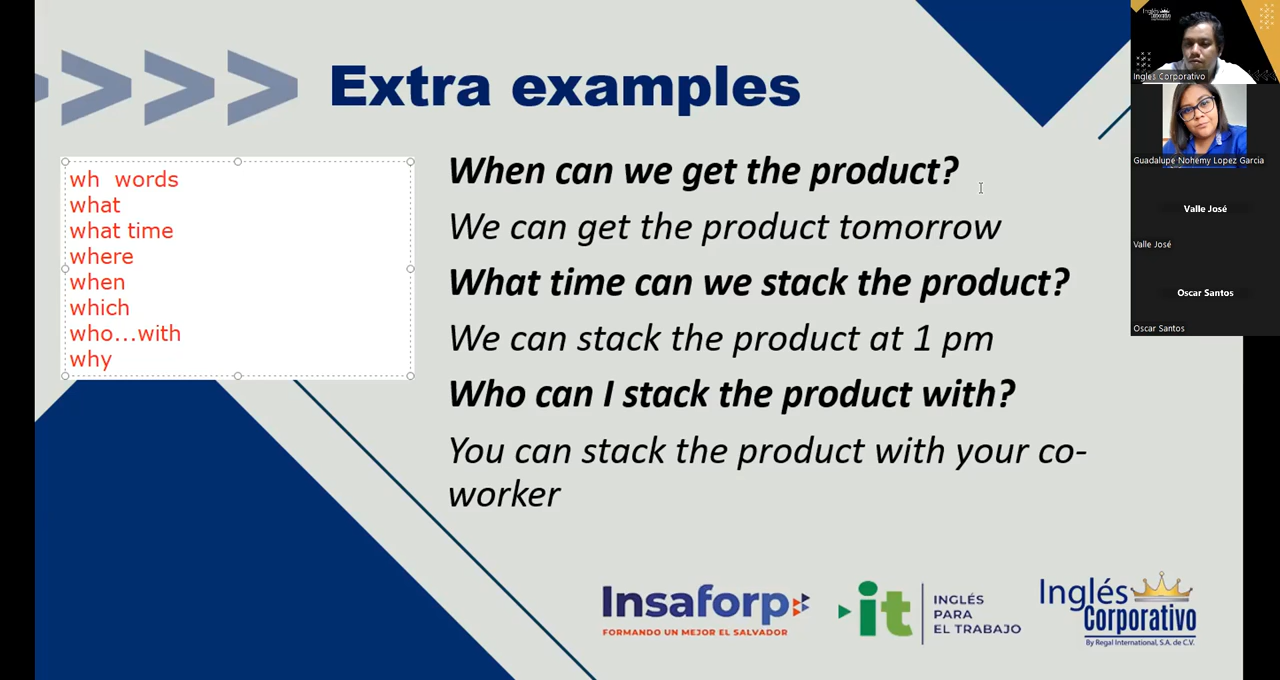 Extra examples
wh words
what
what time
where
when
which
who...with
why
When can we get the product?
We can get the product tomorrow
What time can we stack the product?
We can stack the product at 1 pm
Who can I stack the product with?
You can stack the product with your co-
worker
Insaforp
FORMANDO UN MEJOR EL SALVADOR
it
INGLÉS
PARA
EL TRABAJO
Inglés
Corporativo
By Regal International, S.A. de C.V.
Inglés
Corporativo
Inglés Corporativo
Guadalupe Nohemy Lopez Garcia
Valle José
Valle José
Oscar Santos
Oscar Santos